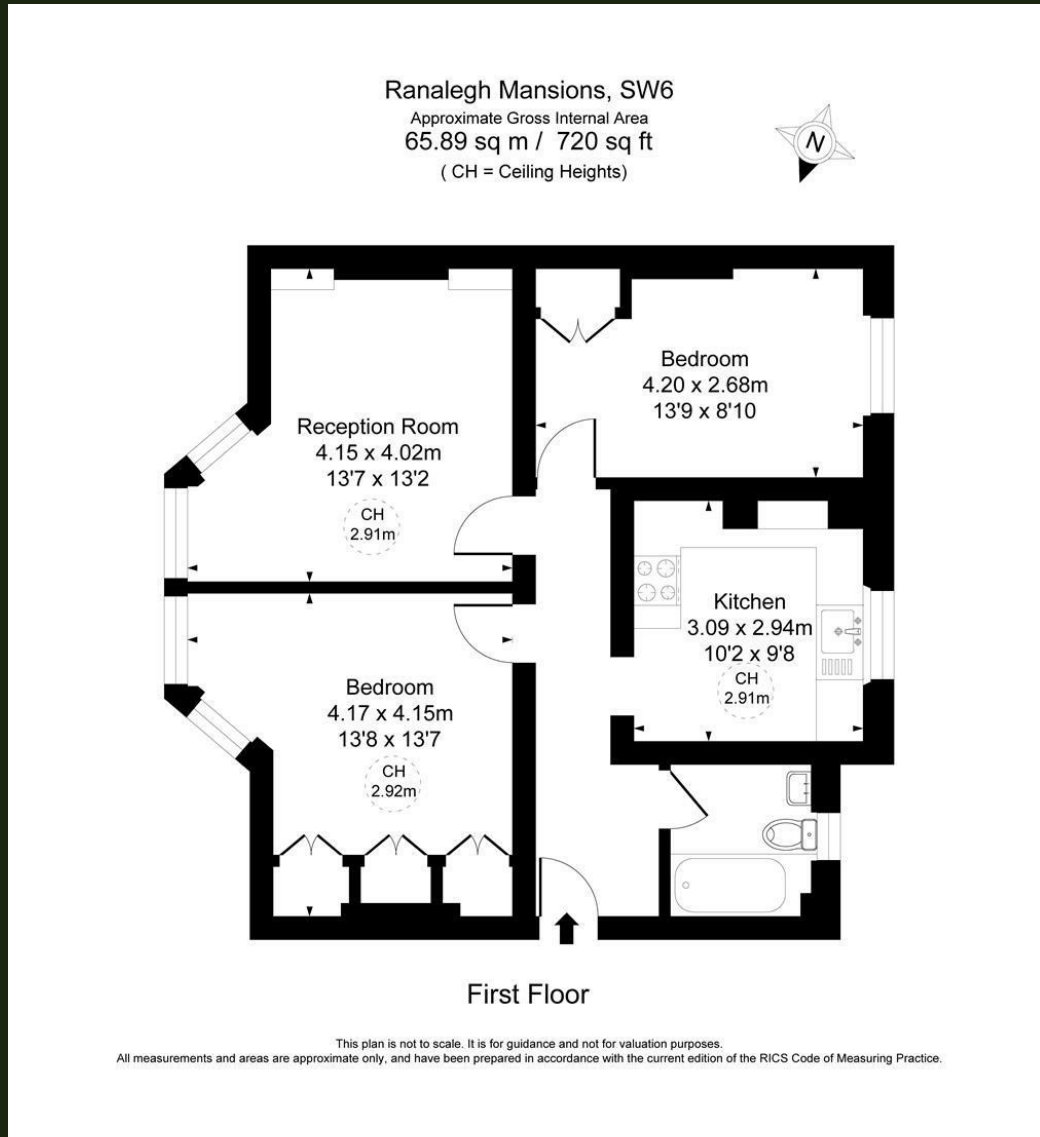 Ranalegh Mansions, SW6
Approximate Gross Internal Area
65.89 sq m / 720 sq ft
( CH = Ceiling Heights)
N
Bedroom
4.20 x 2.68m
13'9 x 8'10
Reception Room
4.15 x 4.02m
13'7 x 13'2
CH
2.91m
Kitchen
3.09 x 2.94m
10'2 x 9'8
CH
2.91m
Bedroom
4.17 x 4.15m
13'8 x 13'7
CH
2.92m
First Floor
This plan is not to scale. It is for guidance and not for valuation purposes.
All measurements and areas are approximate only, and have been prepared in accordance with the current edition of the RICS Code of Measuring Practice.